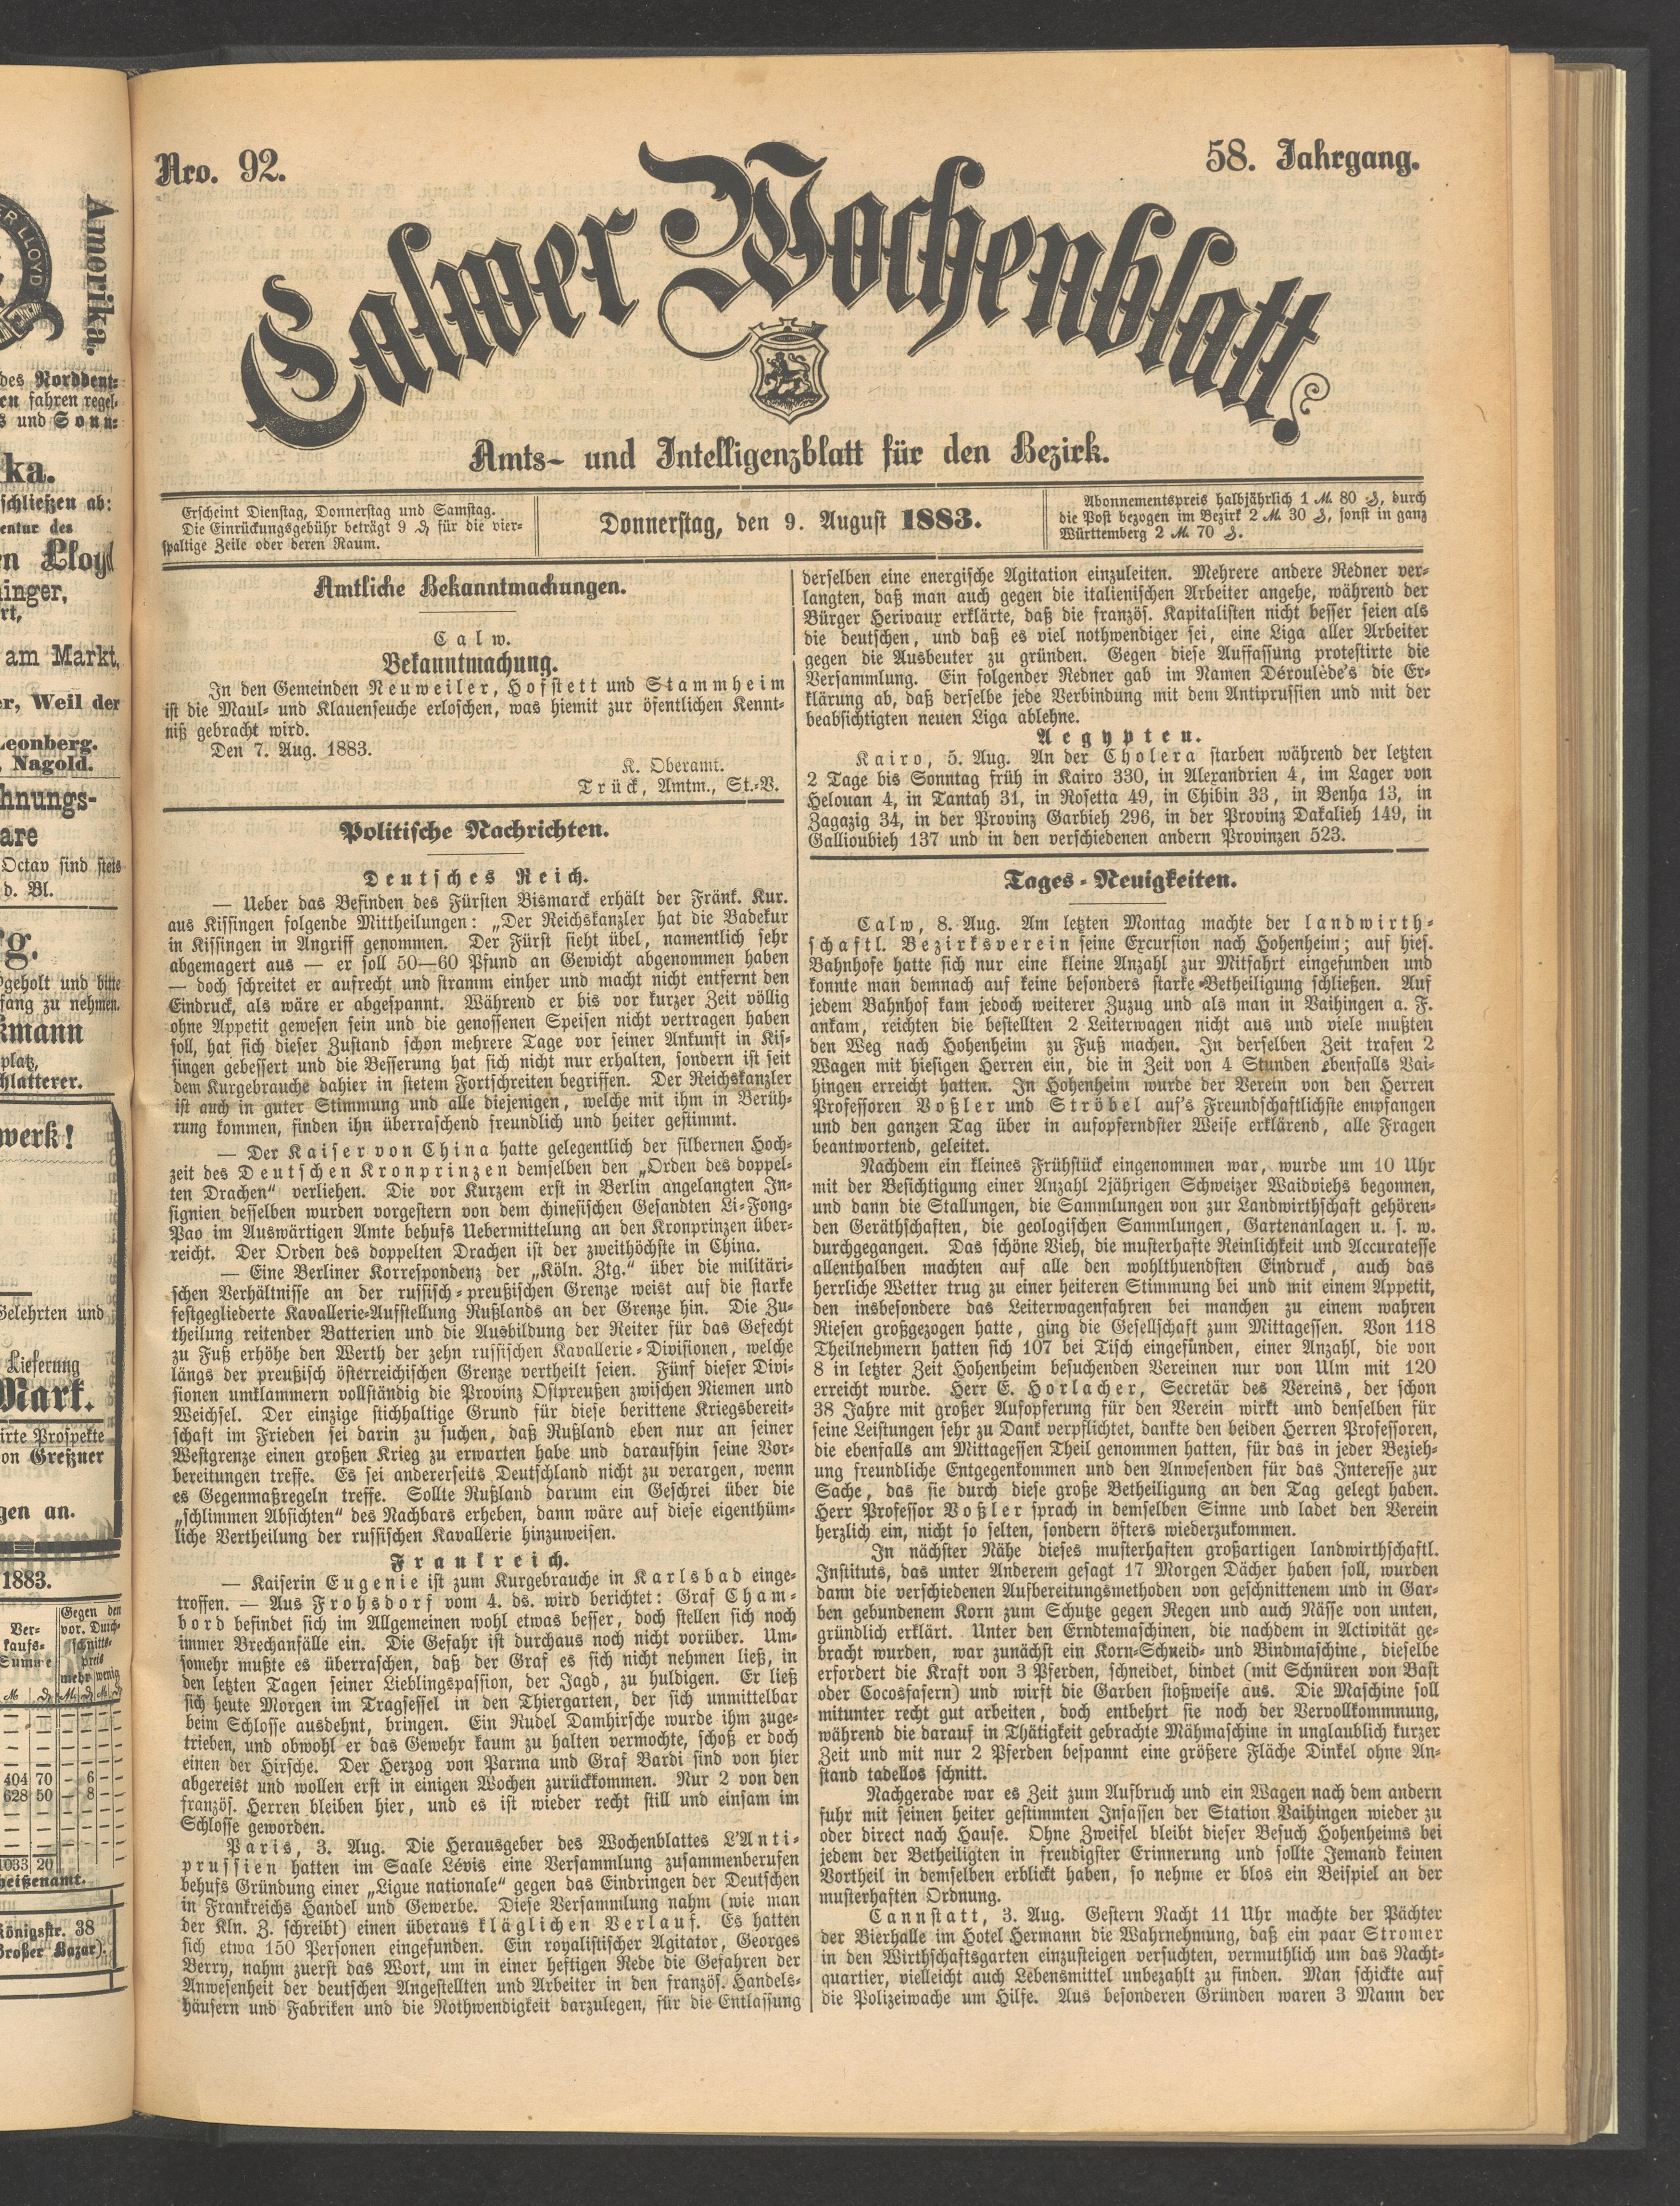 Nro. 92.
58. Jahrgang.
Calwer Wochenblatt.
Amts- und Intelligenzblatt für den Bezirk.
Erscheint Dienstag, Donnerstag und Samstag.
Die Einrückungsgebühr beträgt 9 ₰ für die vier-
spaltige Zeile oder deren Raum.
Donnerstag, den 9. August 1883.
Abonnementspreis halbjährlich 1 M. 80 ₰, durch
die Post bezogen im Bezirk 2 M. 30 ₰, sonst in ganz
Württemberg 2 M. 70 ₰.
Amtliche Bekanntmachungen.
Calw.
Bekanntmachung.
In den Gemeinden Neuweiler, Hofstett und Stammheim
ist die Maul- und Klauenseuche erloschen, was hiemit zur öfentlichen Kennt-
niß gebracht wird.
Den 7. Aug. 1883.
K. Oberamt.
Trück, Amtm., St.-V.
Politische Nachrichten.
Deutsches Reich.
— Ueber das Befinden des Fürsten Bismarck erhält der Fränk. Kur.
aus Kissingen folgende Mittheilungen: „Der Reichskanzler hat die Badekur
in Kissingen in Angriff genommen. Der Fürst sieht übel, namentlich sehr
abgemagert aus — er soll 50—60 Pfund an Gewicht abgenommen haben
— doch schreitet er aufrecht und stramm einher und macht nicht entfernt den
Eindruck, als wäre er abgespannt. Während er bis vor kurzer Zeit völlig
ohne Appetit gewesen sein und die genossenen Speisen nicht vertragen haben
soll, hat sich dieser Zustand schon mehrere Tage vor seiner Ankunft in Kis-
singen gebessert und die Besserung hat sich nicht nur erhalten, sondern ist seit
dem Kurgebrauche dahier in stetem Fortschreiten begriffen. Der Reichskanzler
ist auch in guter Stimmung und alle diejenigen, welche mit ihm in Berüh-
rung kommen, finden ihn überraschend freundlich und heiter gestimmt.
— Der Kaiser von China hatte gelegentlich der silbernen Hoch-
zeit des Deutschen Kronprinzen demselben den „Orden des doppel-
ten Drachen“ verliehen. Die vor Kurzem erst in Berlin angelangten In-
signien desselben wurden vorgestern von dem chinesischen Gesandten Li-Fong-
Pao im Auswärtigen Amte behufs Uebermittelung an den Kronprinzen über-
reicht. Der Orden des doppelten Drachen ist der zweithöchste in China.
— Eine Berliner Korrespondenz der „Köln. Ztg.“ über die militäri-
schen Verhältnisse an der russisch-preußischen Grenze weist auf die starke
festgegliederte Kavallerie-Aufstellung Rußlands an der Grenze hin. Die Zu-
theilung reitender Batterien und die Ausbildung der Reiter für das Gefecht
zu Fuß erhöhe den Werth der zehn russischen Kavallerie-Divisionen, welche
längs der preußisch österreichischen Grenze vertheilt seien. Fünf dieser Divi-
sionen umklammern vollständig die Provinz Ostpreußen zwischen Niemen und
Weichsel. Der einzige stichhaltige Grund für diese berittene Kriegsbereit-
schaft im Frieden sei darin zu suchen, daß Rußland eben nur an seiner
Westgrenze einen großen Krieg zu erwarten habe und daraufhin seine Vor-
bereitungen treffe. Es sei andererseits Deutschland nicht zu verargen, wenn
es Gegenmaßregeln treffe. Sollte Rußland darum ein Geschrei über die
„schlimmen Absichten“ des Nachbars erheben, dann wäre auf diese eigenthüm-
liche Vertheilung der russischen Kavallerie hinzuweisen.
Frankreich.
— Kaiserin Eugenie ist zum Kurgebrauche in Karlsbad einge-
troffen. — Aus Frohsdorf vom 4. ds. wird berichtet: Graf Cham-
bord befindet sich im Allgemeinen wohl etwas besser, doch stellen sich noch
immer Brechanfälle ein. Die Gefahr ist durchaus noch nicht vorüber. Um-
somehr mußte es überraschen, daß der Graf es sich nicht nehmen ließ, in
den letzten Tagen seiner Lieblingspassion, der Jagd, zu huldigen. Er ließ
sich heute Morgen im Tragsessel in den Thiergarten, der sich unmittelbar
beim Schlosse ausdehnt, bringen. Ein Rudel Damhirsche wurde ihm zuge-
trieben, und obwohl er das Gewehr kaum zu halten vermochte, schoß er doch
einen der Hirsche. Der Herzog von Parma und Graf Bardi sind von hier
abgereist und wollen erst in einigen Wochen zurückkommen. Nur 2 von den
französ. Herren bleiben hier, und es ist wieder recht still und einsam im
Schlosse geworden.
Paris, 3. Aug. Die Herausgeber des Wochenblattes L'Anti-
prussien hatten im Saale Lévis eine Versammlung zusammenberufen
behufs Gründung einer „Ligue nationale“ gegen das Eindringen der Deutschen
in Frankreichs Handel und Gewerbe. Diese Versammlung nahm (wie man
der Kln. Z. schreibt) einen überaus kläglichen Verlauf. Es hatten
sich etwa 150 Personen eingefunden. Ein royalistischer Agitator, Georges
Berry, nahm zuerst das Wort, um in einer heftigen Rede die Gefahren der
Anwesenheit der deutschen Angestellten und Arbeiter in den französ. Handels-
häusern und Fabriken und die Nothwendigkeit darzulegen, für die Entlassung
derselben eine energische Agitation einzuleiten. Mehrere andere Redner ver-
langten, daß man auch gegen die italienischen Arbeiter angehe, während der
Bürger Herivaux erklärte, daß die französ. Kapitalisten nicht besser seien als
die deutschen, und daß es viel nothwendiger sei, eine Liga aller Arbeiter
gegen die Ausbeuter zu gründen. Gegen diese Auffassung protestirte die
Versammlung. Ein folgender Redner gab im Namen Déroulède's die Er-
klärung ab, daß derselbe jede Verbindung mit dem Antiprussien und mit der
beabsichtigten neuen Liga ablehne.
Aegypten.
Kairo, 5. Aug. An der Cholera starben während der letzten
2 Tage bis Sonntag früh in Kairo 330, in Alexandrien 4, im Lager von
Helouan 4, in Tantah 31, in Rosetta 49, in Chibin 33, in Benha 13, in
Zagazig 34, in der Provinz Garbieh 296, in der Provinz Dakalieh 149, in
Gallioubieh 137 und in den verschiedenen andern Provinzen 523.
Tages-Neuigkeiten.
Calw, 8. Aug. Am letzten Montag machte der landwirth-
schaftl. Bezirksverein seine Excursion nach Hohenheim; auf hies.
Bahnhofe hatte sich nur eine kleine Anzahl zur Mitfahrt eingefunden und
konnte man demnach auf keine besonders starke Betheiligung schließen. Auf
jedem Bahnhof kam jedoch weiterer Zuzug und als man in Vaihingen a. F.
ankam, reichten die bestellten 2 Leiterwagen nicht aus und viele mußten
den Weg nach Hohenheim zu Fuß machen. In derselben Zeit trafen 2
Wagen mit hiesigen Herren ein, die in Zeit von 4 Stunden ebenfalls Vai-
hingen erreicht hatten. In Hohenheim wurde der Verein von den Herren
Professoren Voßler und Ströbel auf's Freundschaftlichste empfangen
und den ganzen Tag über in aufopferndster Weise erklärend, alle Fragen
beantwortend, geleitet.
Nachdem ein kleines Frühstück eingenommen war, wurde um 10 Uhr
mit der Besichtigung einer Anzahl 2jährigen Schweizer Waidviehs begonnen,
und dann die Stallungen, die Sammlungen von zur Landwirthschaft gehören-
den Geräthschaften, die geologischen Sammlungen, Gartenanlagen u. s. w.
durchgegangen. Das schöne Vieh, die musterhafte Reinlichkeit und Accuratesse
allenthalben machten auf alle den wohlthuendsten Eindruck, auch das
herrliche Wetter trug zu einer heiteren Stimmung bei und mit einem Appetit,
den insbesondere das Leiterwagenfahren bei manchen zu einem wahren
Riesen großgezogen hatte, ging die Gesellschaft zum Mittagessen. Von 118
Theilnehmern hatten sich 107 bei Tisch eingefunden, einer Anzahl, die von
8 in letzter Zeit Hohenheim besuchenden Vereinen nur von Ulm mit 120
erreicht wurde. Herr E. Horlacher, Secretär des Vereins, der schon
38 Jahre mit großer Aufopferung für den Verein wirkt und denselben für
seine Leistungen sehr zu Dank verpflichtet, dankte den beiden Herren Professoren,
die ebenfalls am Mittagessen Theil genommen hatten, für das in jeder Bezieh-
ung freundliche Entgegenkommen und den Anwesenden für das Interesse zur
Sache, das sie durch diese große Betheiligung an den Tag gelegt haben.
Herr Professor Voßler sprach in demselben Sinne und ladet den Verein
herzlich ein, nicht so selten, sondern öfters wiederzukommen.
In nächster Nähe dieses musterhaften großartigen landwirthschaftl.
Instituts, das unter Anderem gesagt 17 Morgen Dächer haben soll, wurden
dann die verschiedenen Aufbereitungsmethoden von geschnittenem und in Gar-
ben gebundenem Korn zum Schutze gegen Regen und auch Nässe von unten,
gründlich erklärt. Unter den Erndtemaschinen, die nachdem in Activität ge-
bracht wurden, war zunächst ein Korn-Schneid- und Bindmaschine, dieselbe
erfordert die Kraft von 3 Pferden, schneidet, bindet (mit Schnüren von Bast
oder Cocosfasern) und wirft die Garben stoßweise aus. Die Maschine soll
mitunter recht gut arbeiten, doch entbehrt sie noch der Vervollkommnung,
während die darauf in Thätigkeit gebrachte Mähmaschine in unglaublich kurzer
Zeit und mit nur 2 Pferden bespannt eine größere Fläche Dinkel ohne An-
stand tadellos schnitt.
Nachgerade war es Zeit zum Aufbruch und ein Wagen nach dem andern
fuhr mit seinen heiter gestimmten Insassen der Station Vaihingen wieder zu
oder direct nach Hause. Ohne Zweifel bleibt dieser Besuch Hohenheims bei
jedem der Betheiligten in freudigster Erinnerung und sollte Jemand keinen
Vortheil in demselben erblickt haben, so nehme er blos ein Beispiel an der
musterhaften Ordnung.
Cannstatt, 3. Aug. Gestern Nacht 11 Uhr machte der Pächter
der Bierhalle im Hotel Hermann die Wahrnehmung, daß ein paar Stromer
in den Wirthschaftsgarten einzusteigen versuchten, vermuthlich um das Nacht-
quartier, vielleicht auch Lebensmittel unbezahlt zu finden. Man schickte auf
die Polizeiwache um Hilfe. Aus besonderen Gründen waren 3 Mann der